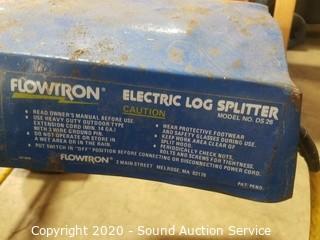 FLOWTRON®
ELECTRIC LOG SPLITTER
MODEL NO. DS 26
CAUTION
• READ OWNER'S MANUAL BEFORE USE.
• USE HEAVY DUTY OUTDOOR TYPE
EXTENSION CORD (MIN. 14 GA.)
WITH 3 WIRE GROUND PIN.
• DO NOT OPERATE OR STORE IN
A WET AREA OR IN THE RAIN.
• WEAR PROTECTIVE FOOTWEAR
AND SAFETY GLASSES DURING USE.
• KEEP WORK AREA CLEAR OF
SPLIT WOOD.
• PERIODICALLY CHECK NUTS,
BOLTS AND SCREWS FOR TIGHTNESS.
• PUT SWITCH IN "OFF" POSITION BEFORE CONNECTING OR DISCONNECTING POWER CORD.
FLOWTRON® 2 MAIN STREET MELROSE, MA 02176
PAT. PEND.
Copyright © 2020 - Sound Auction Service